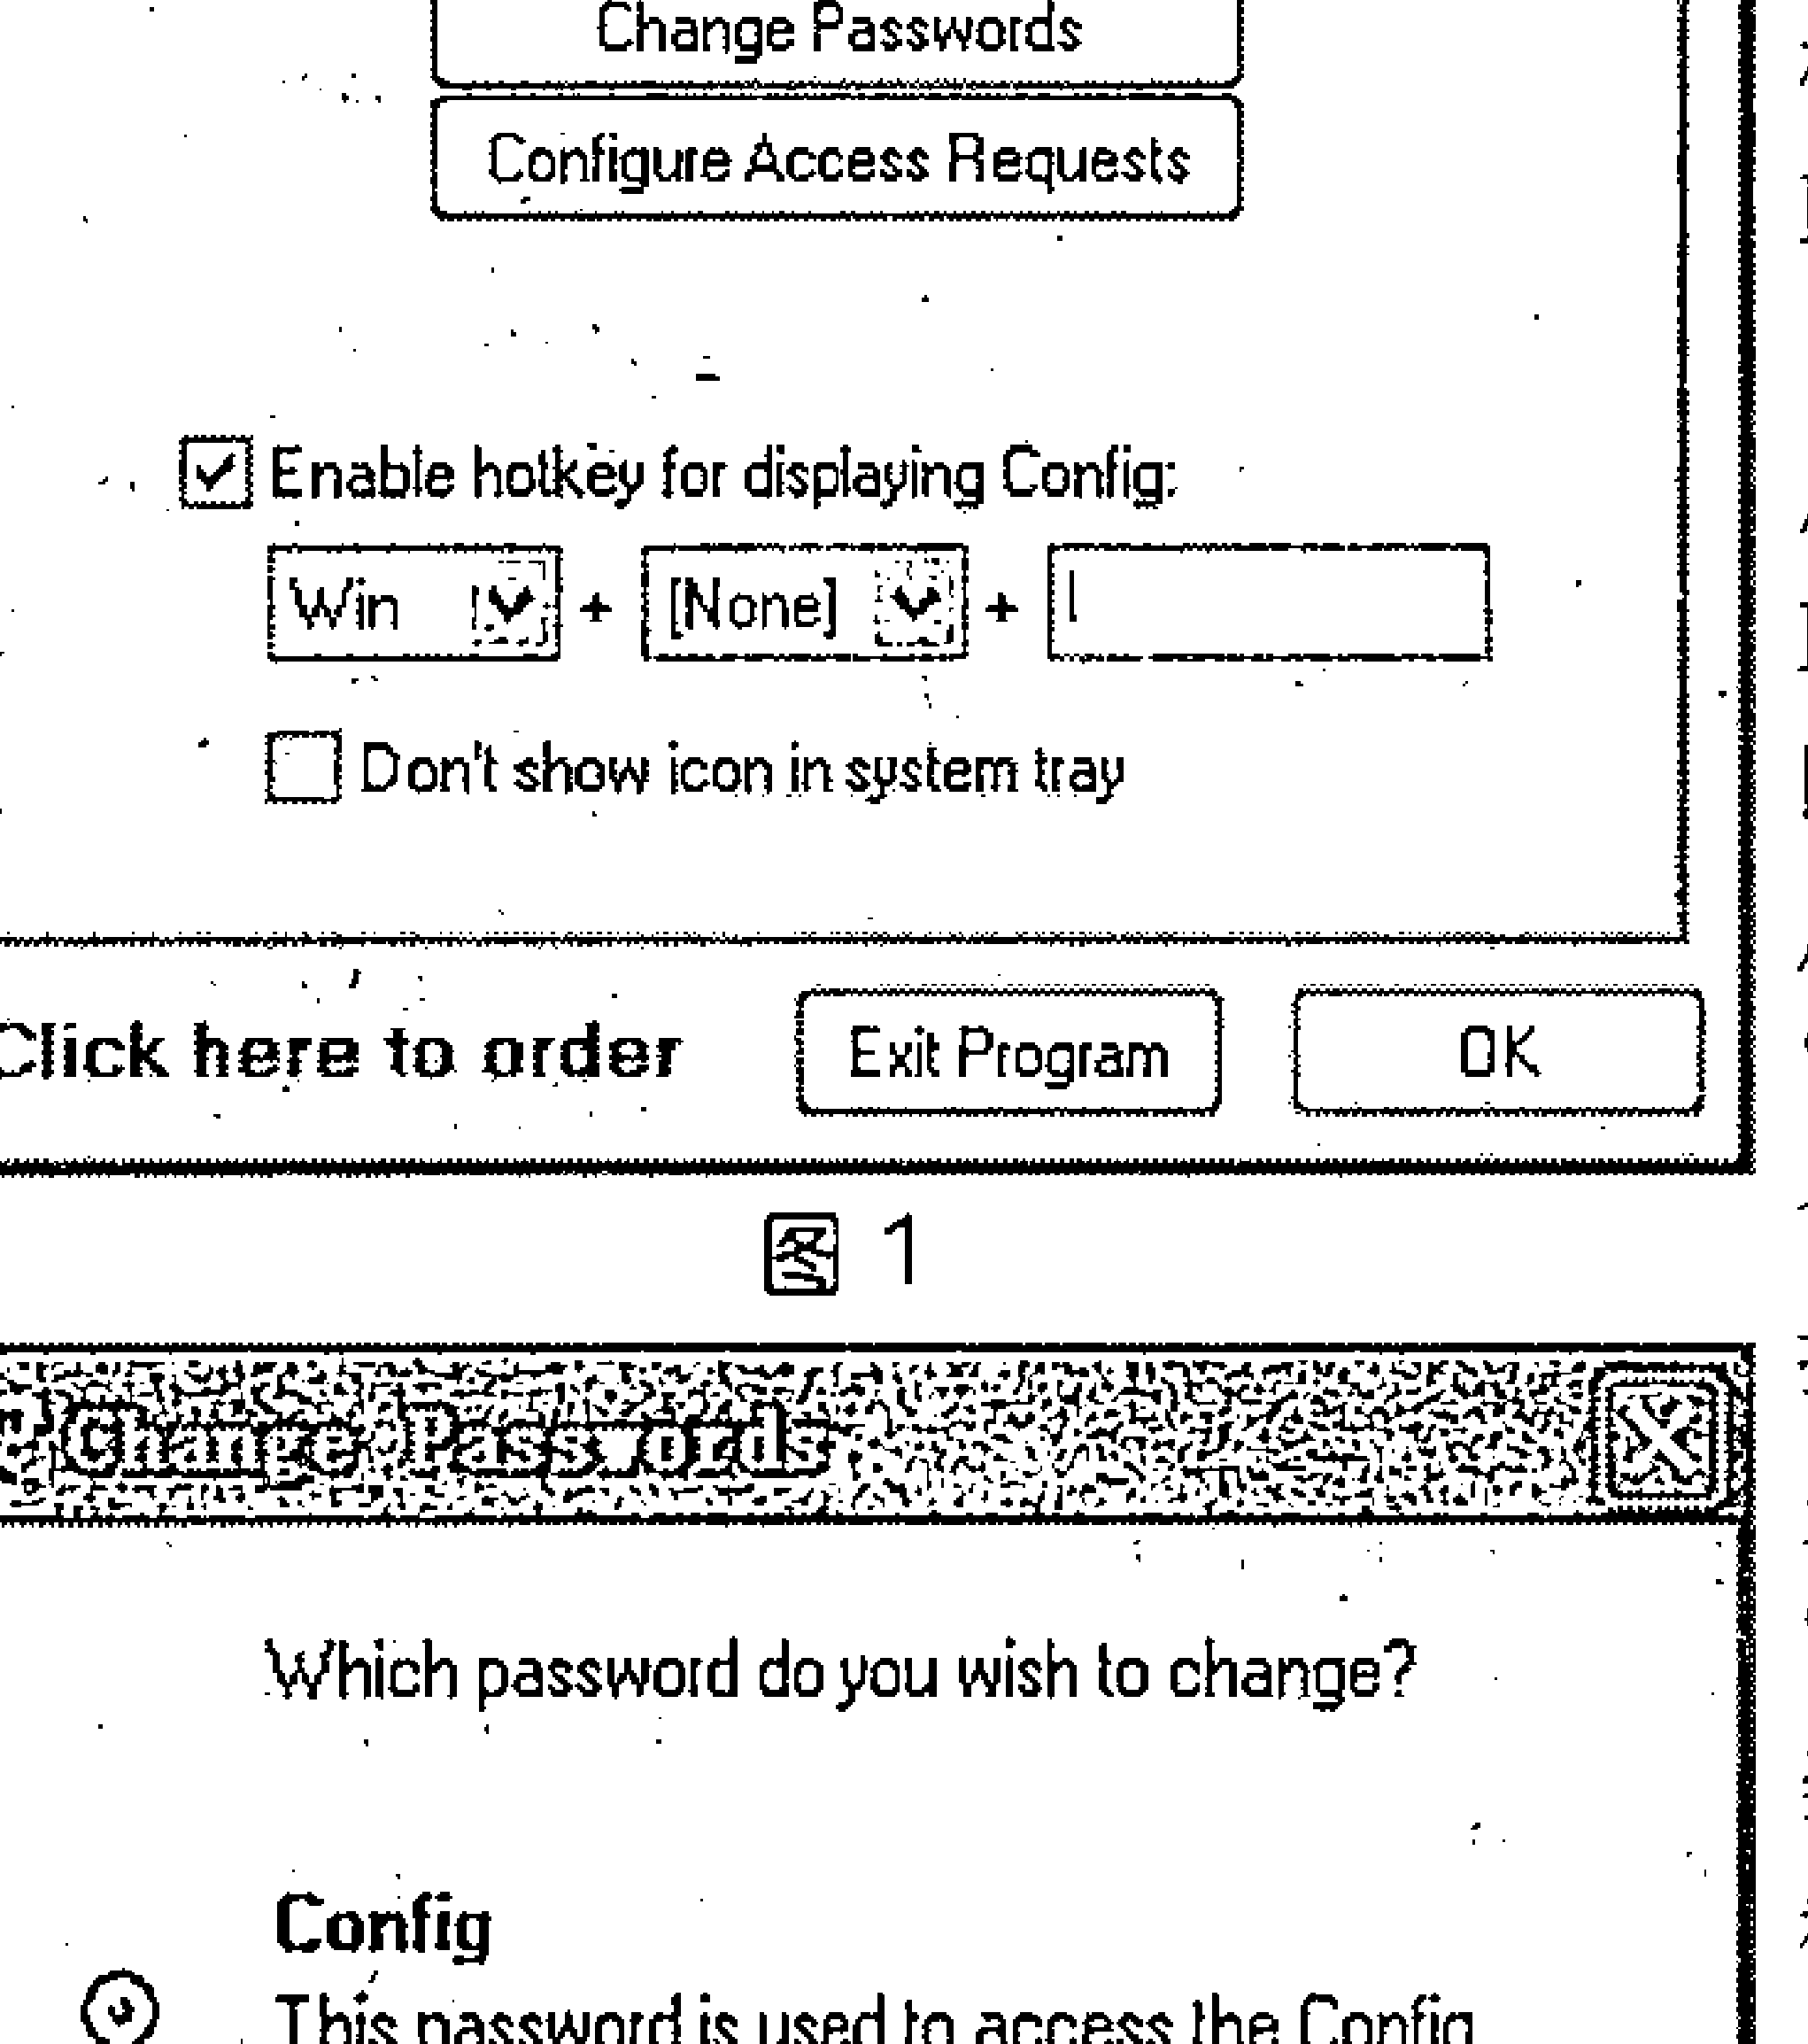 Change Passwords
Configure Access Requests
Enable hotkey for displaying Config:
Win + [None] +
Don't show icon in system tray
Click here to order
Exit Program
OK
图 1
Change Passwords
Which password do you wish to change?
Config
This password is used to access the Config